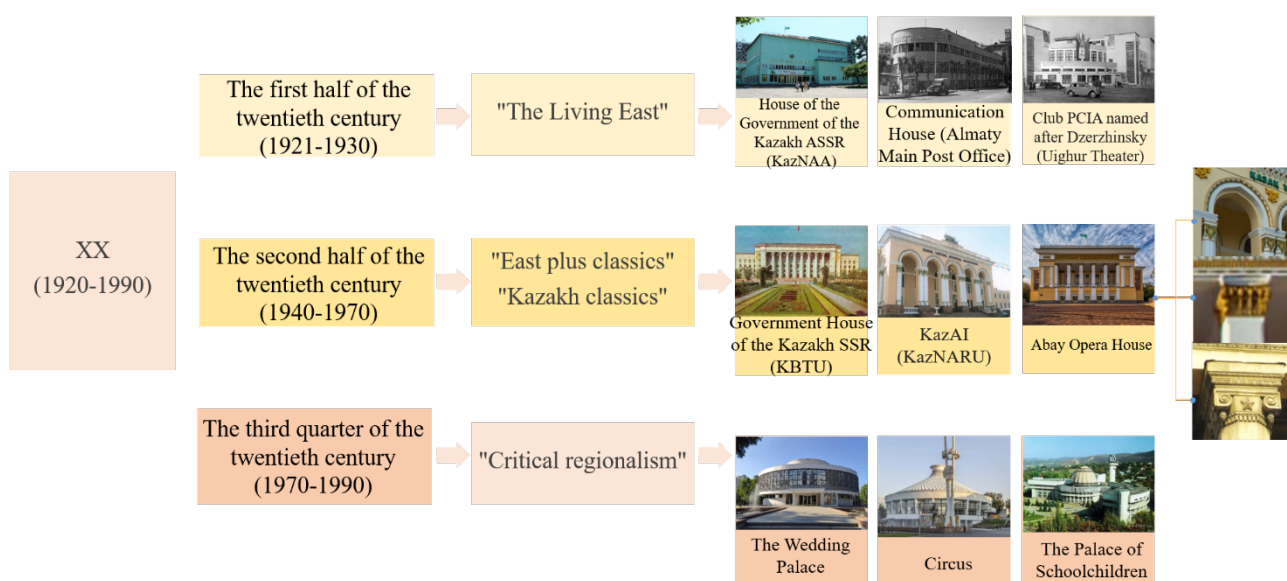 XX
(1920-1990)
The first half of the
twentieth century
(1921-1930)
"The Living East"
House of the
Government of the
Kazakh ASSR
(KazNAA)
Communication
House (Almaty
Main Post Office)
Club PCIA named
after Dzerzhinsky
(Uighur Theater)
The second half of the
twentieth century
(1940-1970)
"East plus classics"
"Kazakh classics"
Government House
of the Kazakh SSR
(KBTU)
KazAI
(KazNARU)
Abay Opera House
The third quarter of the
twentieth century
(1970-1990)
"Critical regionalism"
The Wedding
Palace
Circus
The Palace of
Schoolchildren